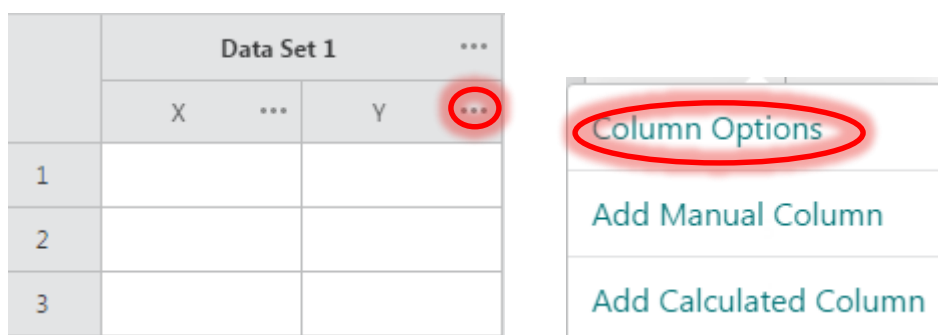 Data Set 1 ...
X ... Y ...
1
2
3
Column Options
Add Manual Column
Add Calculated Column